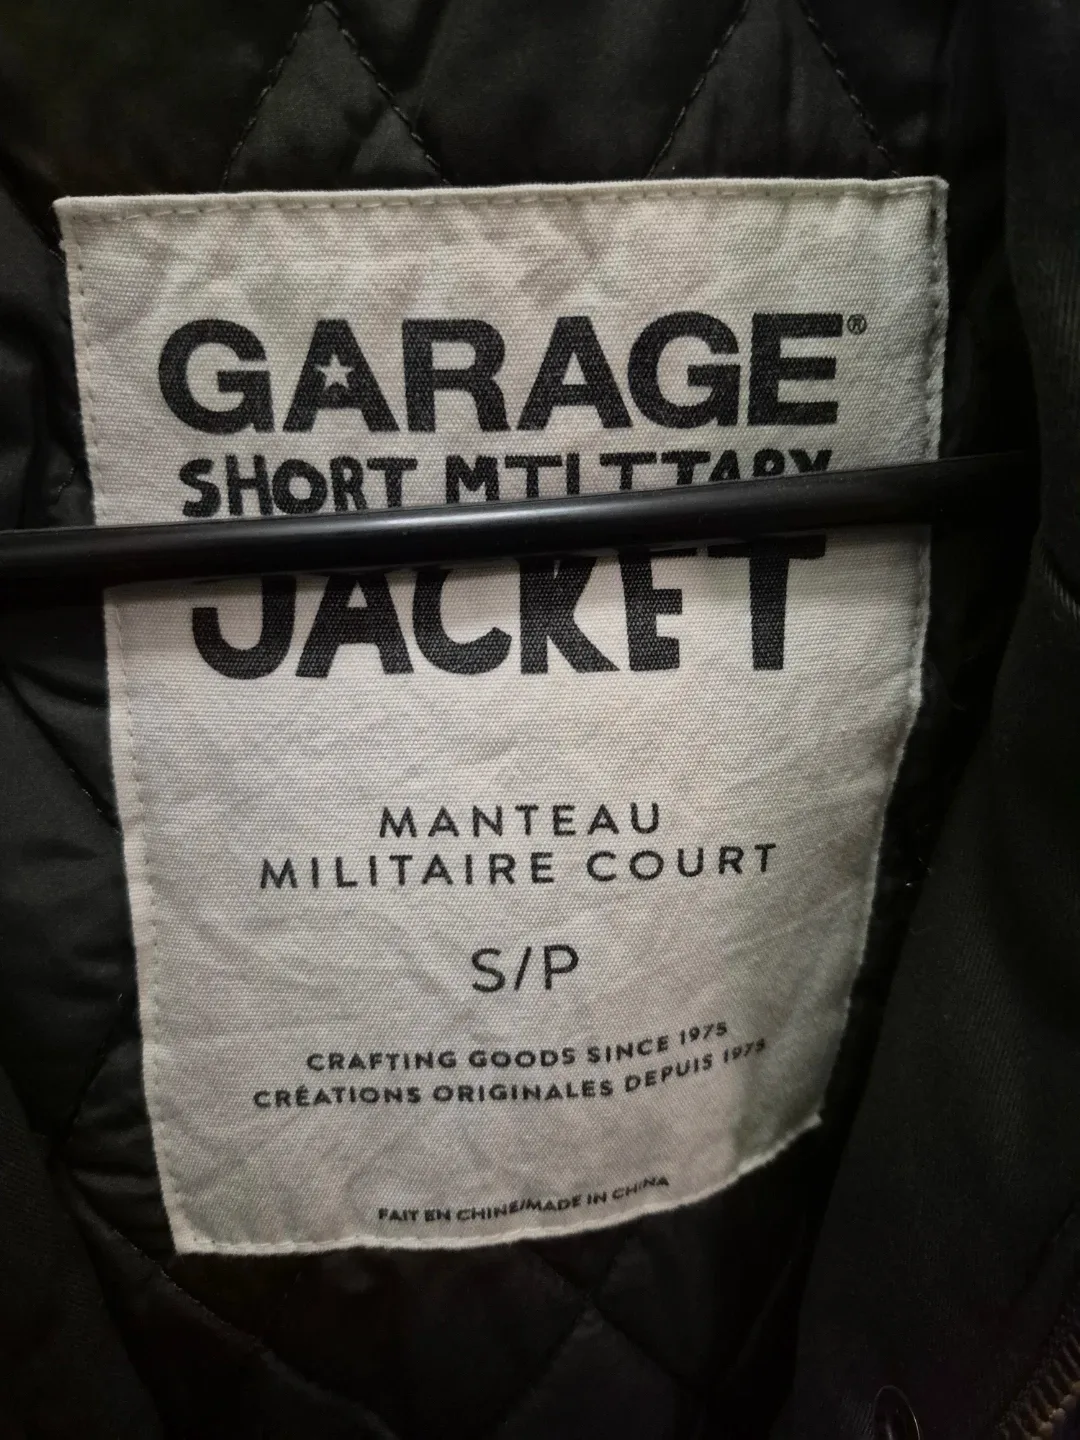 GARAGE®
SHORT MILITARY
JACKET
MANTEAU
MILITAIRE COURT
S/P
CRAFTING GOODS SINCE 1975
CRÉATIONS ORIGINALES DEPUIS 1975
FAIT EN CHINE/MADE IN CHINA